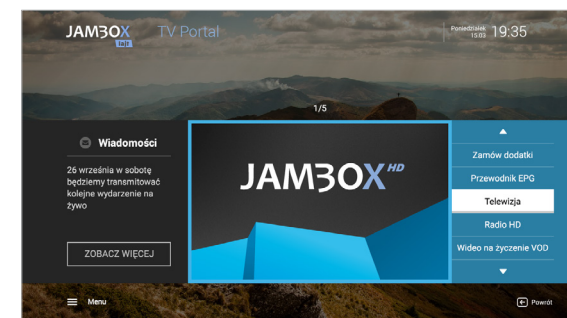 JAMBOX TV Portal
lajt
Poniedziałek
15.03
19:35
1/5
Wiadomości
26 września w sobotę
będziemy transmitować
kolejne wydarzenie na
żywo
ZOBACZ WIĘCEJ
JAMBOX HD
Zamów dodatki
Przewodnik EPG
Telewizja
Radio HD
Wideo na życzenie VOD
Menu
Powrót